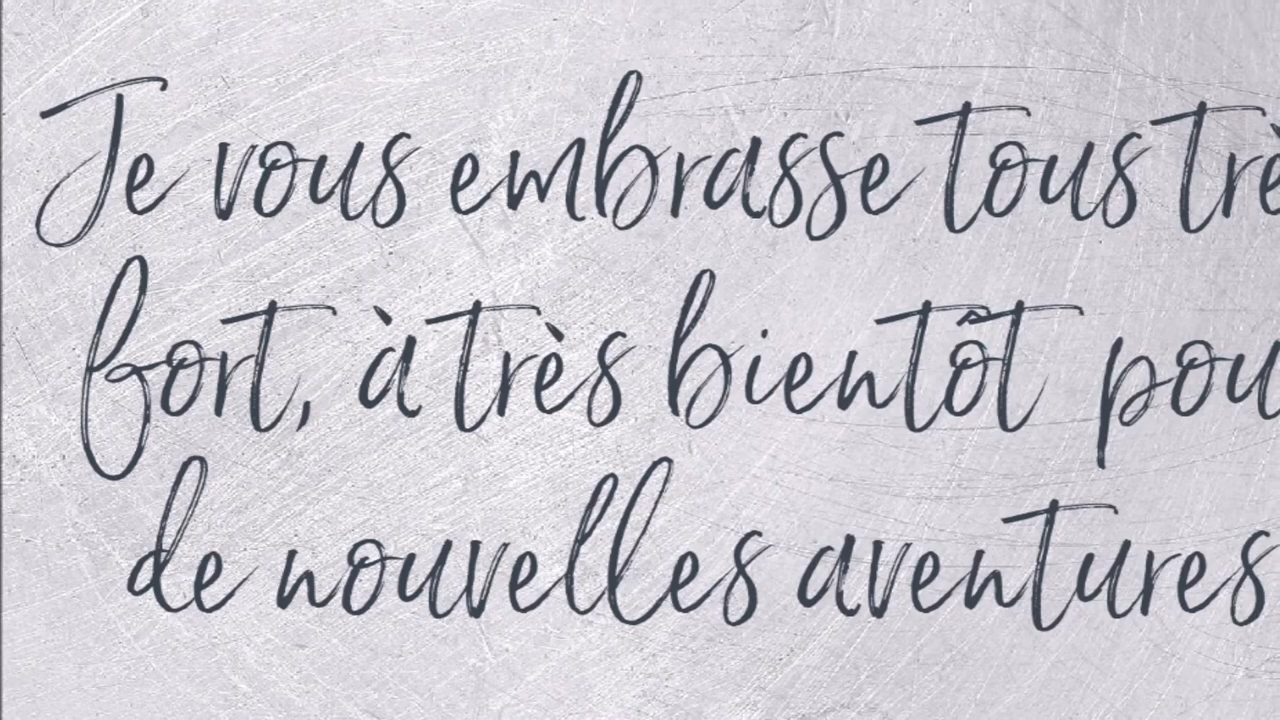 Je vous embrasse tous trè
fort, à très bientôt pou
de nouvelles aventures